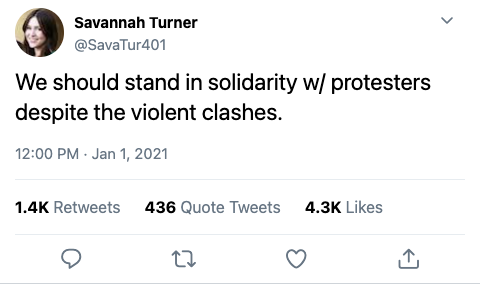 Savannah Turner
@SavaTur401
We should stand in solidarity w/ protesters
despite the violent clashes.
12:00 PM · Jan 1, 2021
1.4K Retweets 436 Quote Tweets 4.3K Likes